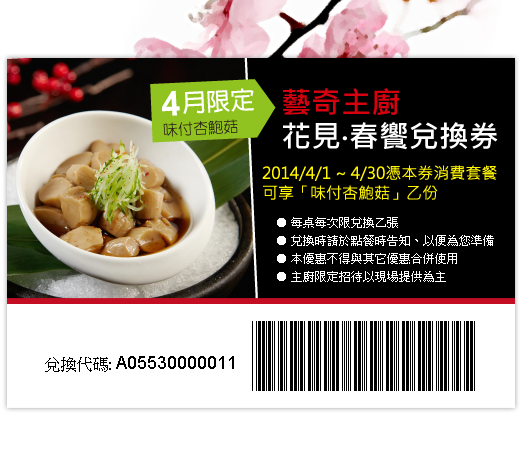 4月限定
味付杏鮑菇
藝奇主廚
花見‧春饗兌換券
2014/4/1 ~ 4/30憑本券消費套餐
可享「味付杏鮑菇」乙份
● 每桌每次限兌換乙張
● 兌換時請於點餐時告知、以便為您準備
● 本優惠不得與其它優惠合併使用
● 主廚限定招待以現場提供為主
兌換代碼: A05530000011